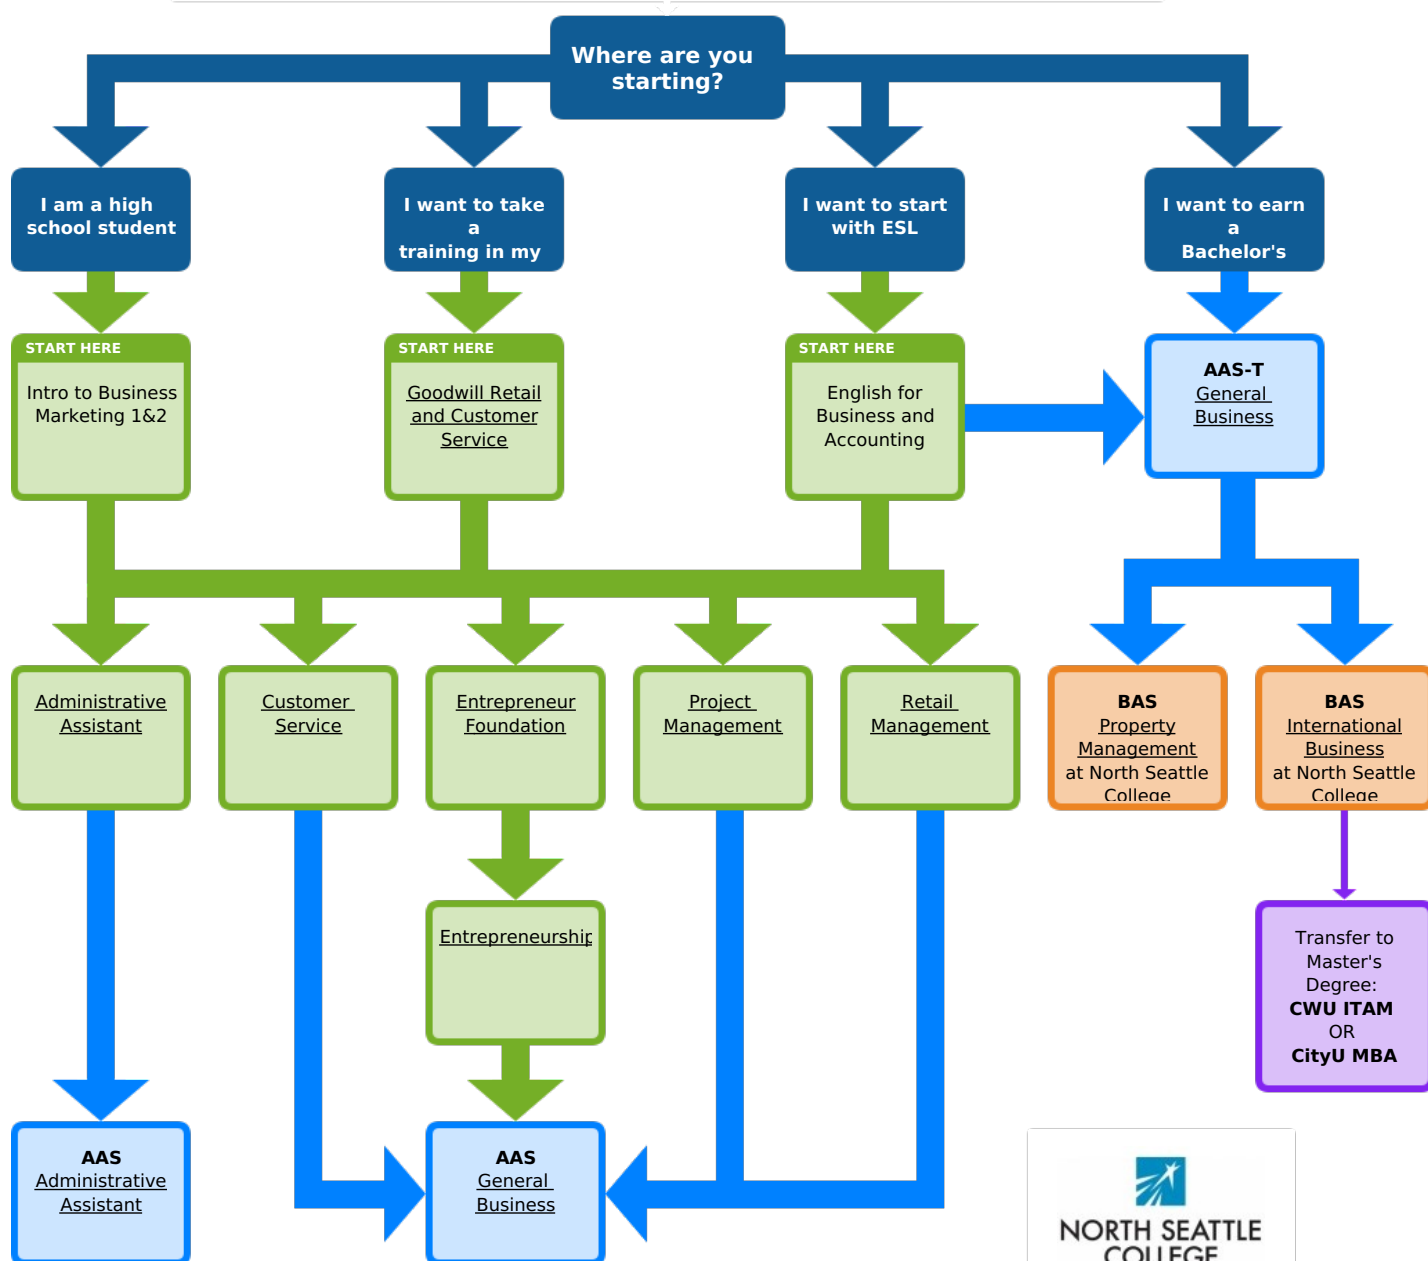 Where are you
starting?
I am a high
school student
I want to take
a
training in my
I want to start
with ESL
I want to earn
a
Bachelor's
START HERE
Intro to Business
Marketing 1&2
START HERE
Goodwill Retail
and Customer
Service
START HERE
English for
Business and
Accounting
AAS-T
General
Business
Administrative
Assistant
Customer
Service
Entrepreneur
Foundation
Project
Management
Retail
Management
BAS
Property
Management
at North Seattle
College
BAS
International
Business
at North Seattle
College
Entrepreneurship
Transfer to
Master's
Degree:
CWU ITAM
OR
CityU MBA
AAS
Administrative
Assistant
AAS
General
Business
NORTH SEATTLE
COLLEGE